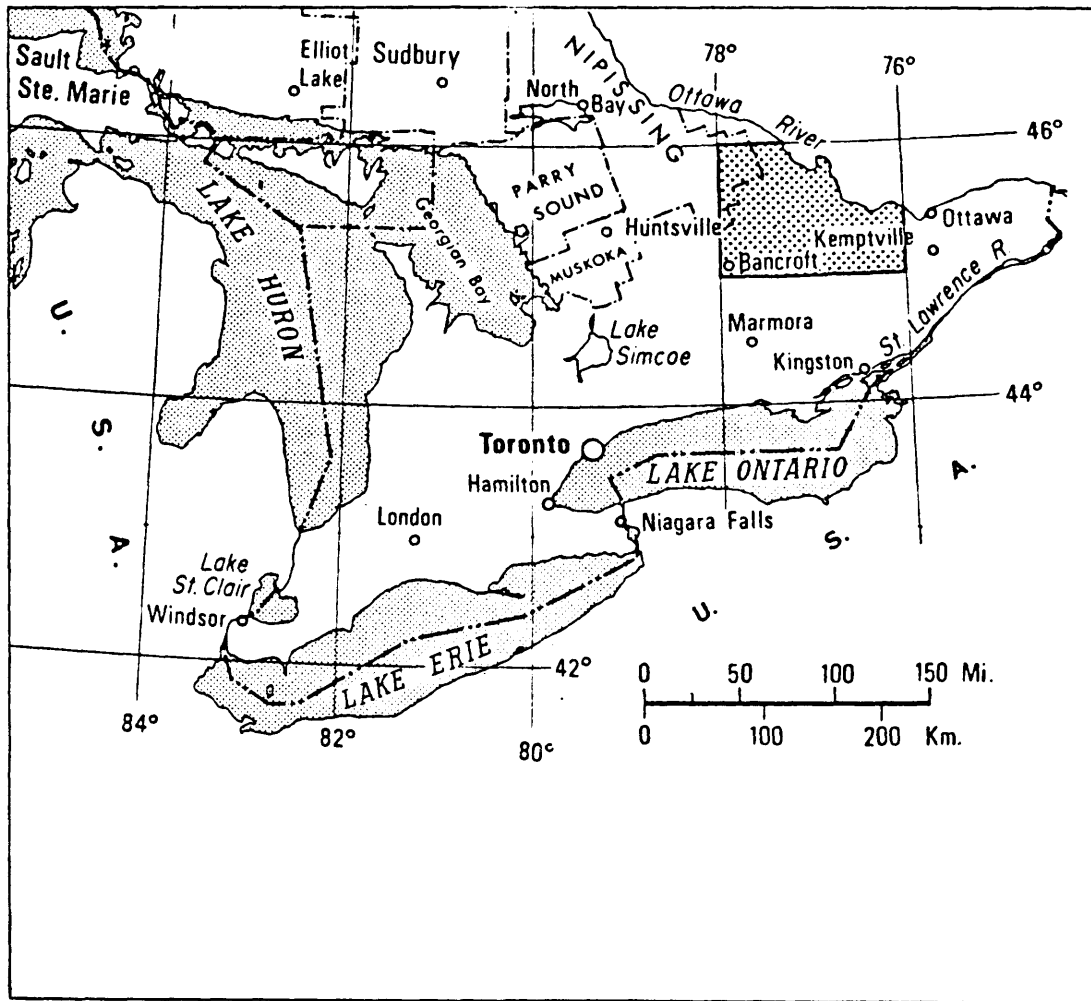 Sault
Ste. Marie
Elliot
Lake
Sudbury
NIPISSING
North
Bay
78°
76°
Ottawa
River
46°
PARRY
SOUND
LAKE
HURON
Georgian Bay
Huntsville
MUSKOKA
Kemptville
Ottawa
Bancroft
U.
S.
A.
Lake
Simcoe
Marmora
Kingston
St. Lawrence R.
44°
Toronto
LAKE ONTARIO
Hamilton
London
Niagara Falls
U.
S.
A.
Lake
St. Clair
Windsor
LAKE ERIE
42°
84°
82°
80°
0 50 100 150 Mi.
0 100 200 Km.